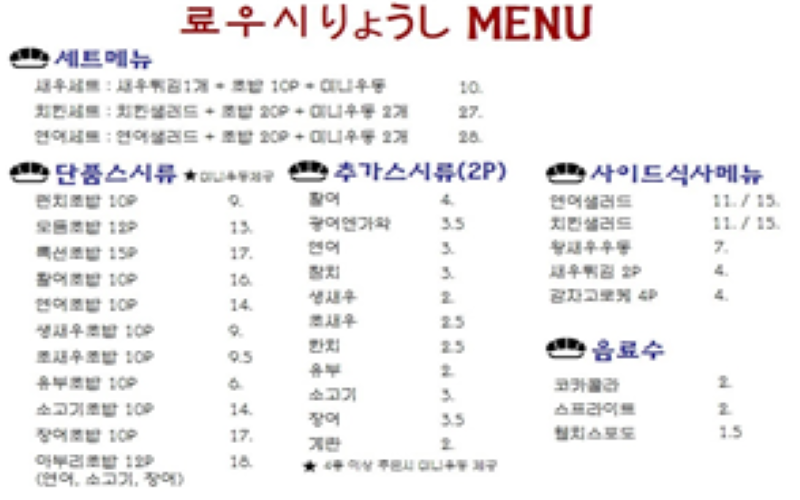 료우시りょうし MENU
세트메뉴
새우세트 : 새우튀김1개 + 초밥 10P + 미니우동 10.
치킨세트 : 치킨샐러드 + 초밥 20P + 미니우동 2개 27.
연어세트 : 연어샐러드 + 초밥 20P + 미니우동 2개 28.
단품스시류 ★미니우동제공
런치초밥 10P 9.
모듬초밥 12P 13.
특선초밥 15P 17.
활어초밥 10P 16.
연어초밥 10P 14.
생새우초밥 10P 9.
초새우초밥 10P 9.5
유부초밥 10P 6.
소고기초밥 10P 14.
장어초밥 10P 17.
아부리초밥 12P 18.
(연어, 소고기, 장어)
추가스시류(2P)
활어 4.
광어엔가와 3.5
연어 3.
참치 3.
생새우 2.
초새우 2.5
한치 2.5
유부 2.
소고기 3.
장어 3.5
계란 2.
★ 4종 이상 주문시 미니우동 제공
사이드식사메뉴
연어샐러드 11. / 15.
치킨샐러드 11. / 15.
왕새우우동 7.
새우튀김 2P 4.
감자고로케 4P 4.
음료수
코카콜라 2.
스프라이트 2.
웰치스포도 1.5